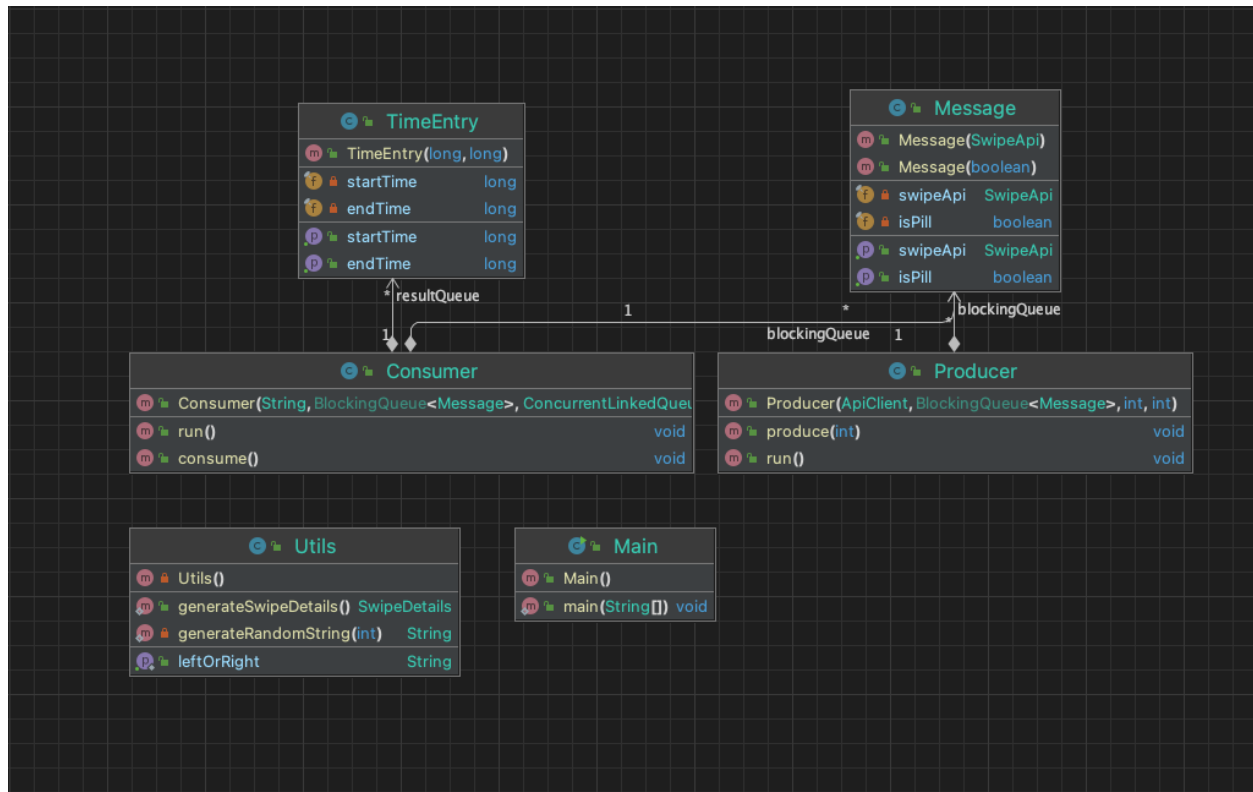 TimeEntry
TimeEntry(long, long)
startTime long
endTime long
startTime long
endTime long
Message
Message(SwipeApi)
Message(boolean)
swipeApi SwipeApi
isPill boolean
swipeApi SwipeApi
isPill boolean
* resultQueue
1
1 *
* blockingQueue
blockingQueue 1
Consumer
Consumer(String, BlockingQueue<Message>, ConcurrentLinkedQueu
run() void
consume() void
Producer
Producer(ApiClient, BlockingQueue<Message>, int, int)
produce(int) void
run() void
Utils
Utils()
generateSwipeDetails() SwipeDetails
generateRandomString(int) String
leftOrRight String
Main
Main()
main(String[]) void